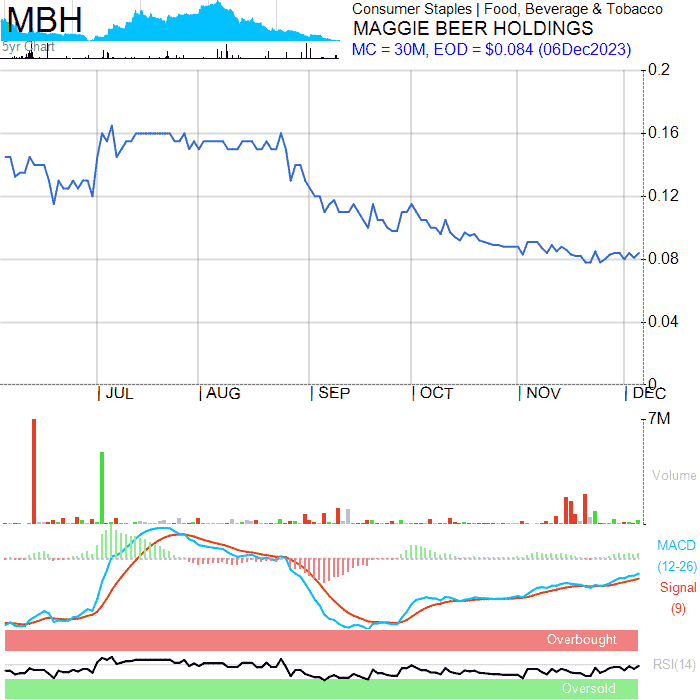 MBH
5yr Chart
Consumer Staples | Food, Beverage & Tobacco
MAGGIE BEER HOLDINGS
MC = 30M, EOD = $0.084 (06Dec2023)
0.2
0.16
0.12
0.08
0.04
0
| JUL | AUG | SEP | OCT | NOV | DEC
7M
Volume
MACD
(12-26)
Signal
(9)
Overbought
RSI(14)
Oversold